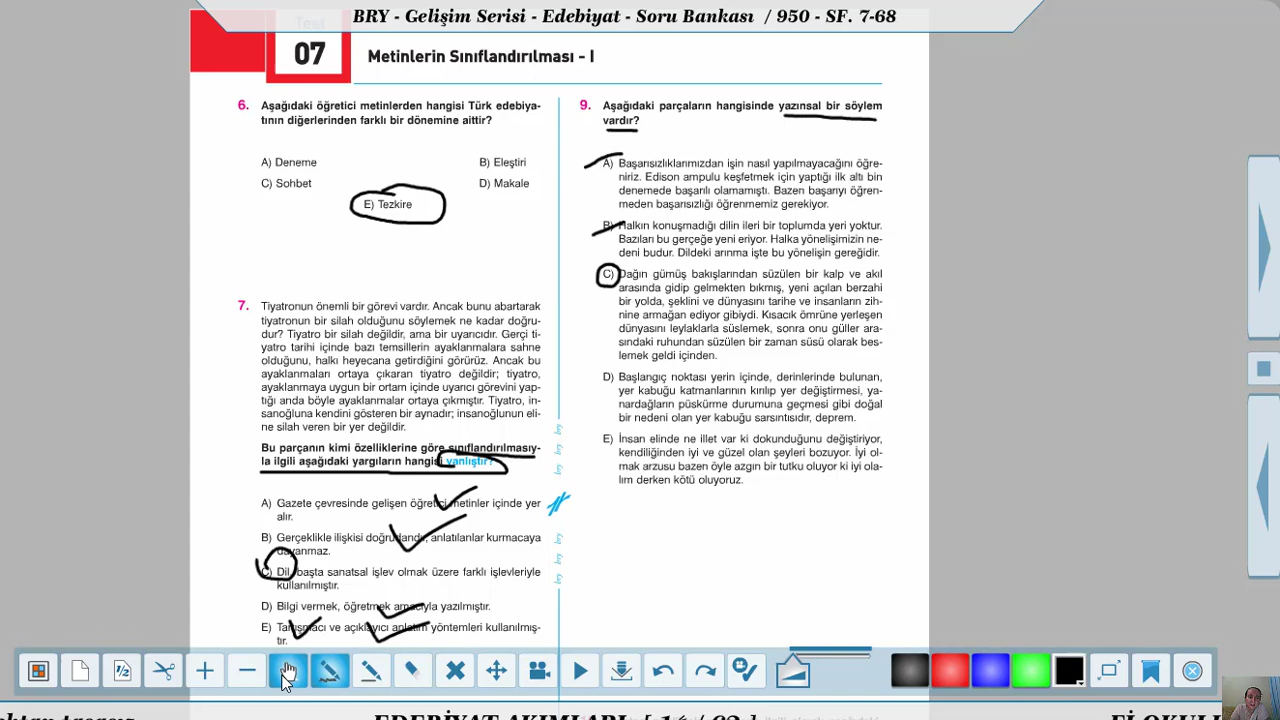 BRY - Gelişim Serisi - Edebiyat - Soru Bankası / 950 - SF. 7-68
Test
07
Metinlerin Sınıflandırılması - I
6. Aşağıdaki öğretici metinlerden hangisi Türk edebiya-
tının diğerlerinden farklı bir dönemine aittir?
A) Deneme
B) Eleştiri
C) Sohbet
D) Makale
E) Tezkire
7. Tiyatronun önemli bir görevi vardır. Ancak bunu abartarak
tiyatronun bir silah olduğunu söylemek ne kadar doğru-
dur? Tiyatro bir silah değildir, ama bir uyarıcıdır. Gerçi ti-
yatro tarihi içinde bazı temsillerin ayaklanmalara sahne
olduğunu, halkı heyecana getirdiğini görürüz. Ancak bu
ayaklanmaları ortaya çıkaran tiyatro değildir; tiyatro,
ayaklanmaya uygun bir ortam içinde uyarıcı görevini yap-
tığı anda böyle ayaklanmalar ortaya çıkmıştır. Tiyatro, in-
sanoğluna kendini gösteren bir aynadır; insanoğlunun eli-
ne silah veren bir yer değildir.
Bu parçanın kimi özelliklerine göre sınıflandırılmasıy-
la ilgili aşağıdaki yargıların hangisi yanlıştır?
A) Gazete çevresinde gelişen öğretici metinler içinde yer
alır.
B) Gerçeklikle ilişkisi doğrudandır, anlatılanlar kurmacaya
dayanmaz.
C) Dil, başta sanatsal işlev olmak üzere farklı işlevleriyle
kullanılmıştır.
D) Bilgi vermek, öğretmek amacıyla yazılmıştır.
E) Tartışmacı ve açıklayıcı anlatım yöntemleri kullanılmış-
tır.
9. Aşağıdaki parçaların hangisinde yazınsal bir söylem
vardır?
A) Başarısızlıklarımızdan işin nasıl yapılmayacağını öğre-
niriz. Edison ampulu keşfetmek için yaptığı ilk altı bin
denemede başarılı olamamıştı. Bazen başarıyı öğren-
meden başarısızlığı öğrenmemiz gerekiyor.
B) Halkın konuşmadığı dilin ileri bir toplumda yeri yoktur.
Bazıları bu gerçeğe yeni eriyor. Halka yönelişimizin ne-
deni budur. Dildeki arınma işte bu yönelişin gereğidir.
C) Dağın gümüş bakışlarından süzülen bir kalp ve akıl
arasında gidip gelmekten bıkmış, yeni açılan berzahi
bir yolda, şeklini ve dünyasını tarihe ve insanların zih-
nine armağan ediyor gibiydi. Kısacık ömrüne yerleşen
dünyasını leylaklarla süslemek, sonra onu güller ara-
sındaki ruhundan süzülen bir zaman süsü olarak bes-
lemek geldi içinden.
D) Başlangıç noktası yerin içinde, derinlerinde bulunan,
yer kabuğu katmanlarının kırılıp yer değiştirmesi, ya-
nardağların püskürme durumuna geçmesi gibi doğal
bir nedeni olan yer kabuğu sarsıntısıdır, deprem.
E) İnsan elinde ne illet var ki dokunduğunu değiştiriyor,
kendiliğinden iyi ve güzel olan şeyleri bozuyor. İyi ol-
mak arzusu bazen öyle azgın bir tutku oluyor ki iyi ola-
lım derken kötü oluyoruz.
bry
bry
bry
bry
bry
1/2
EDEBİYAT AKIMLARI